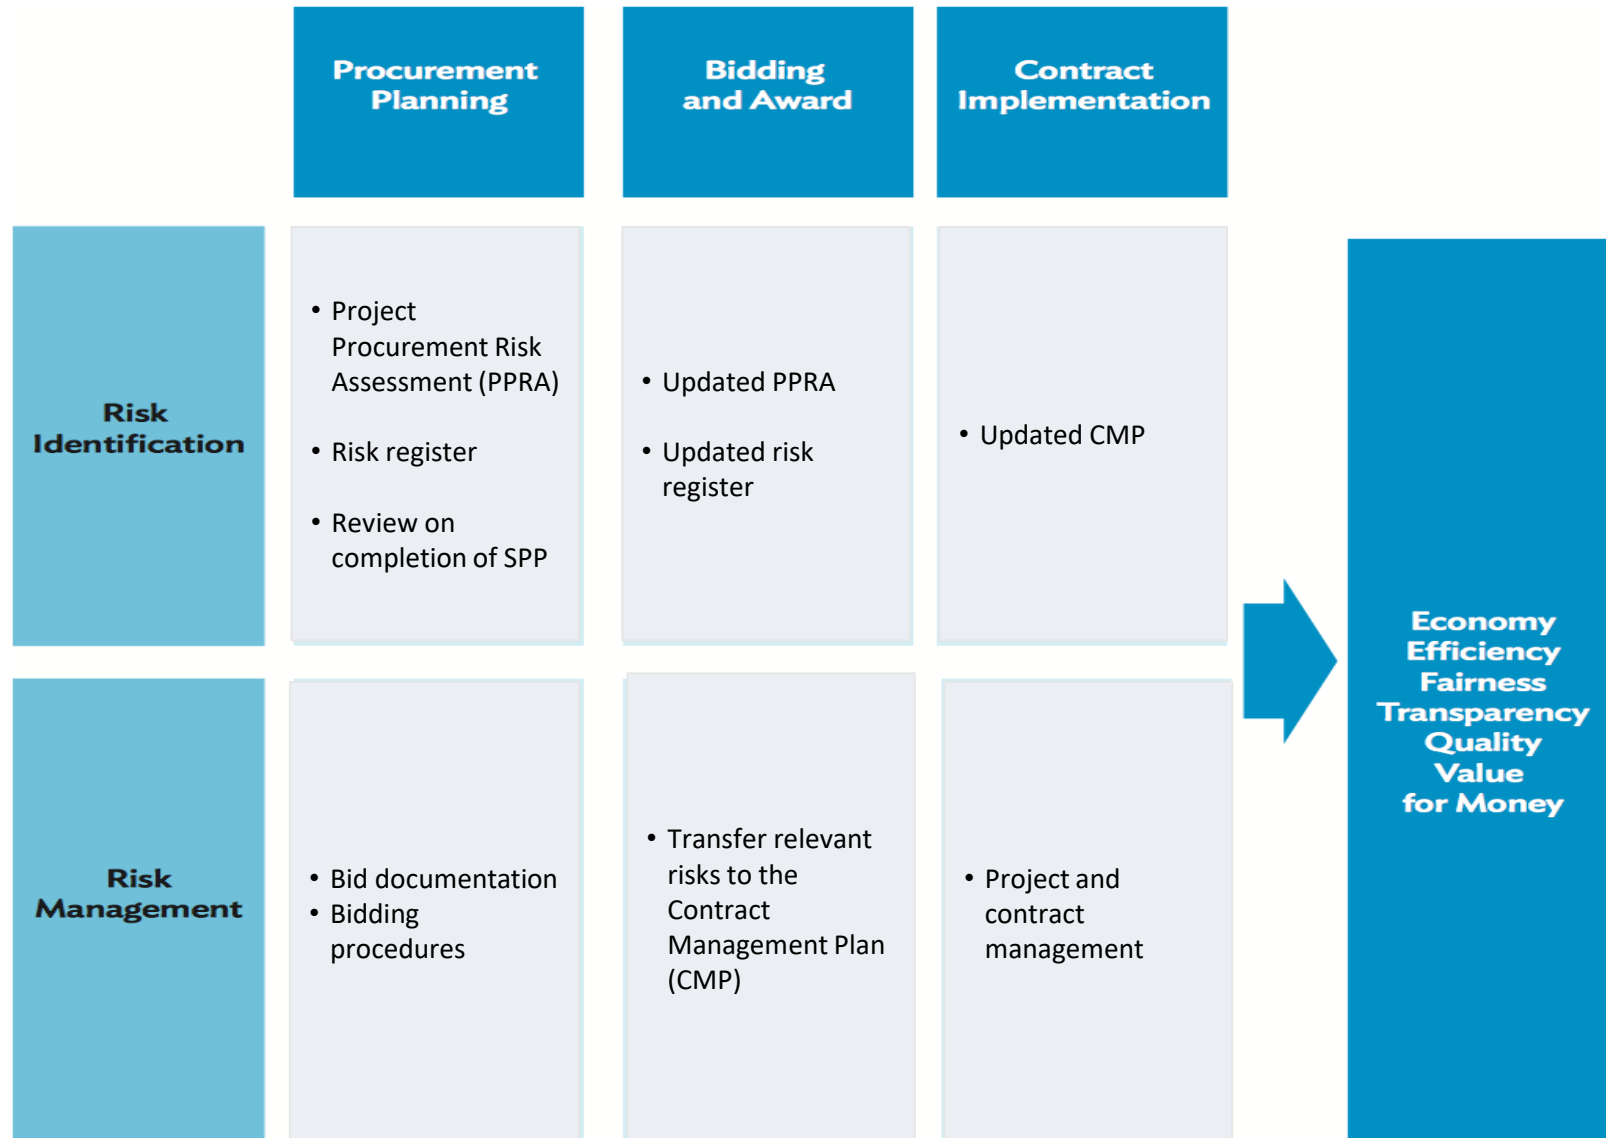 Procurement
Planning
Bidding
and Award
Contract
Implementation
Risk
Identification
• Project
Procurement Risk
Assessment (PPRA)
• Risk register
• Review on
completion of SPP
• Updated PPRA
• Updated risk
register
• Updated CMP
Risk
Management
• Bid documentation
• Bidding
procedures
• Transfer relevant
risks to the
Contract
Management Plan
(CMP)
• Project and
contract
management
Economy
Efficiency
Fairness
Transparency
Quality
Value
for Money